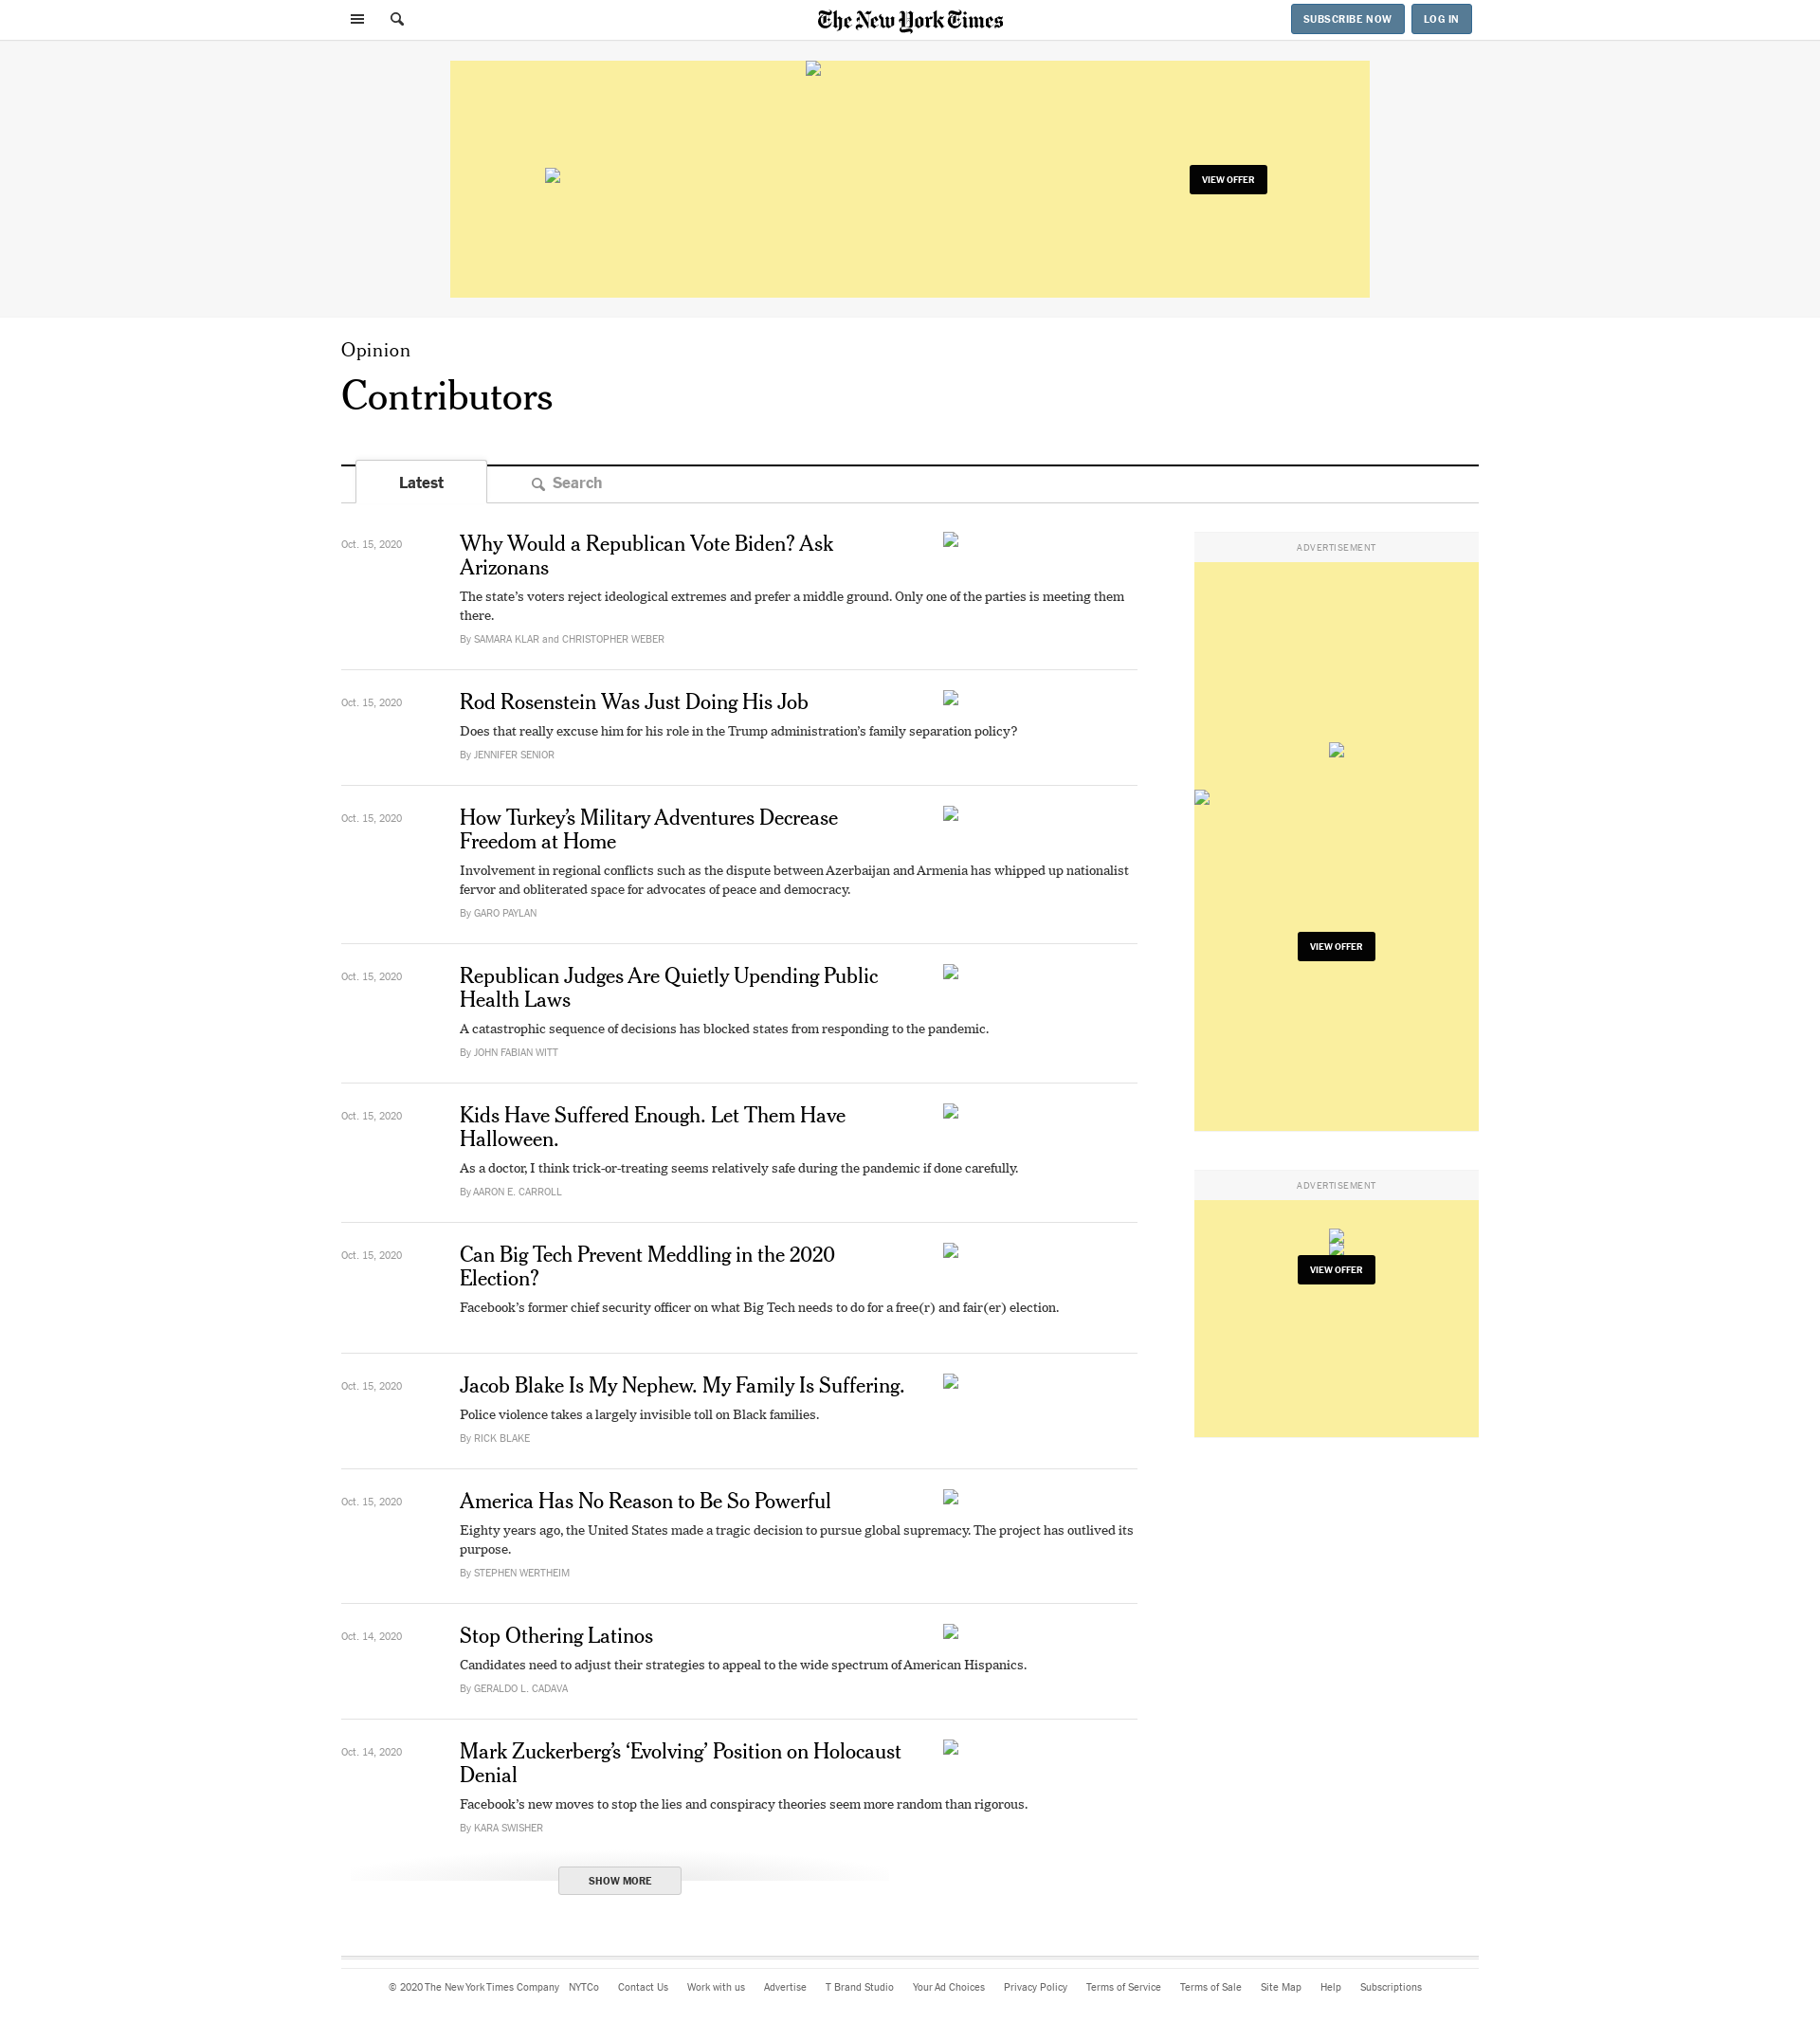 The New York Times
SUBSCRIBE NOW
LOG IN
VIEW OFFER
Opinion
Contributors
Latest
Search
Oct. 15, 2020
Why Would a Republican Vote Biden? Ask
Arizonans
The state’s voters reject ideological extremes and prefer a middle ground. Only one of the parties is meeting them
there.
By SAMARA KLAR and CHRISTOPHER WEBER
Oct. 15, 2020
Rod Rosenstein Was Just Doing His Job
Does that really excuse him for his role in the Trump administration’s family separation policy?
By JENNIFER SENIOR
Oct. 15, 2020
How Turkey’s Military Adventures Decrease
Freedom at Home
Involvement in regional conflicts such as the dispute between Azerbaijan and Armenia has whipped up nationalist
fervor and obliterated space for advocates of peace and democracy.
By GARO PAYLAN
Oct. 15, 2020
Republican Judges Are Quietly Upending Public
Health Laws
A catastrophic sequence of decisions has blocked states from responding to the pandemic.
By JOHN FABIAN WITT
Oct. 15, 2020
Kids Have Suffered Enough. Let Them Have
Halloween.
As a doctor, I think trick-or-treating seems relatively safe during the pandemic if done carefully.
By AARON E. CARROLL
Oct. 15, 2020
Can Big Tech Prevent Meddling in the 2020
Election?
Facebook’s former chief security officer on what Big Tech needs to do for a free(r) and fair(er) election.
Oct. 15, 2020
Jacob Blake Is My Nephew. My Family Is Suffering.
Police violence takes a largely invisible toll on Black families.
By RICK BLAKE
Oct. 15, 2020
America Has No Reason to Be So Powerful
Eighty years ago, the United States made a tragic decision to pursue global supremacy. The project has outlived its
purpose.
By STEPHEN WERTHEIM
Oct. 14, 2020
Stop Othering Latinos
Candidates need to adjust their strategies to appeal to the wide spectrum of American Hispanics.
By GERALDO L. CADAVA
Oct. 14, 2020
Mark Zuckerberg’s ‘Evolving’ Position on Holocaust
Denial
Facebook’s new moves to stop the lies and conspiracy theories seem more random than rigorous.
By KARA SWISHER
SHOW MORE
ADVERTISEMENT
VIEW OFFER
ADVERTISEMENT
VIEW OFFER
© 2020 The New York Times Company NYTCo Contact Us Work with us Advertise T Brand Studio Your Ad Choices Privacy Policy Terms of Service Terms of Sale Site Map Help Subscriptions